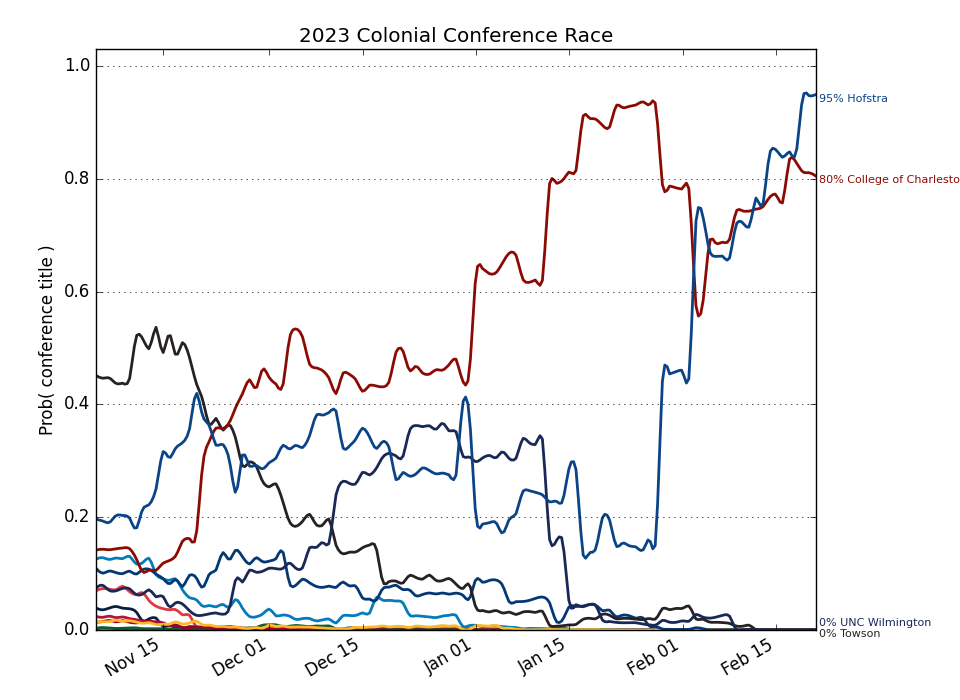 2023 Colonial Conference Race
Prob( conference title )
1.0
0.8
0.6
0.4
0.2
0.0
Nov 15
Dec 01
Dec 15
Jan 01
Jan 15
Feb 01
Feb 15
95% Hofstra
80% College of Charlesto
0% UNC Wilmington
0% Towson